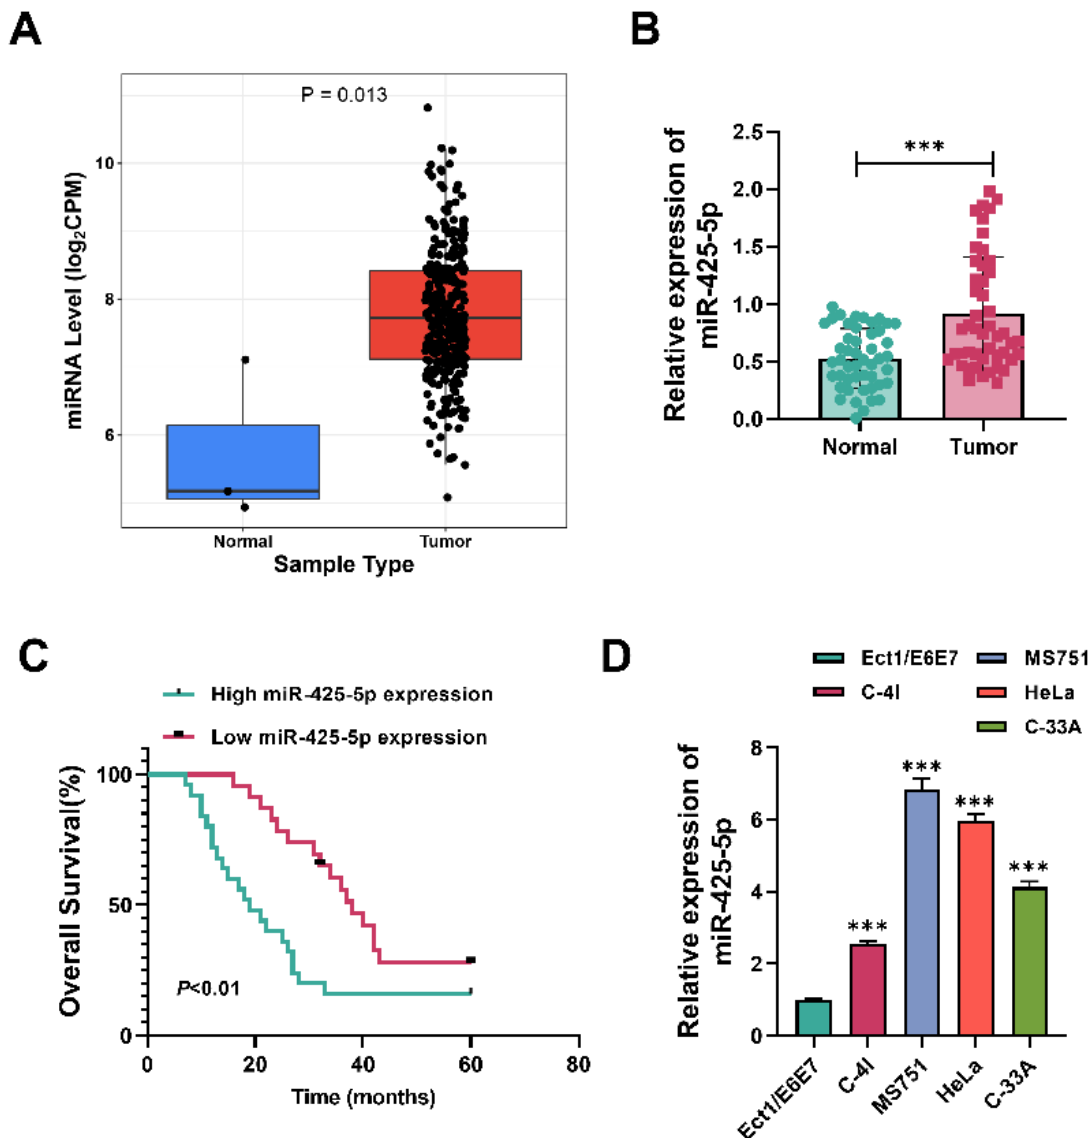 A
P = 0.013
miRNA Level (log₂CPM)
10
8
6
Normal
Tumor
Sample Type
B
Relative expression of
miR-425-5p
2.5
2.0
1.5
1.0
0.5
0.0
***
Normal
Tumor
C
High miR-425-5p expression
Low miR-425-5p expression
Overall Survival(%)
100
50
0
P<0.01
0
20
40
60
80
Time (months)
D
Ect1/E6E7
C-4I
MS751
HeLa
C-33A
Relative expression of
miR-425-5p
8
6
4
2
0
***
***
***
***
Ect1/E6E7
C-4I
MS751
HeLa
C-33A